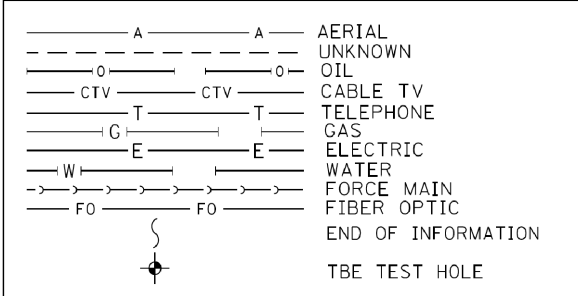 A A AERIAL
UNKNOWN
O O OIL
CTV CTV CABLE TV
T T TELEPHONE
G GAS
E E ELECTRIC
W WATER
FORCE MAIN
FO FO FIBER OPTIC
END OF INFORMATION
TBE TEST HOLE